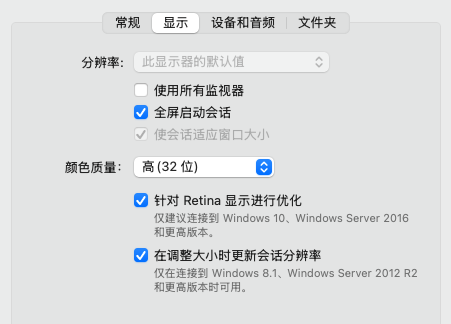 常规 显示 设备和音频 文件夹
分辨率: 此显示器的默认值
使用所有监视器
全屏启动会话
使会话适应窗口大小
颜色质量: 高 (32 位)
针对 Retina 显示进行优化
仅建议连接到 Windows 10、Windows Server 2016
和更高版本。
在调整大小时更新会话分辨率
仅在连接到 Windows 8.1、Windows Server 2012 R2
和更高版本时可用。